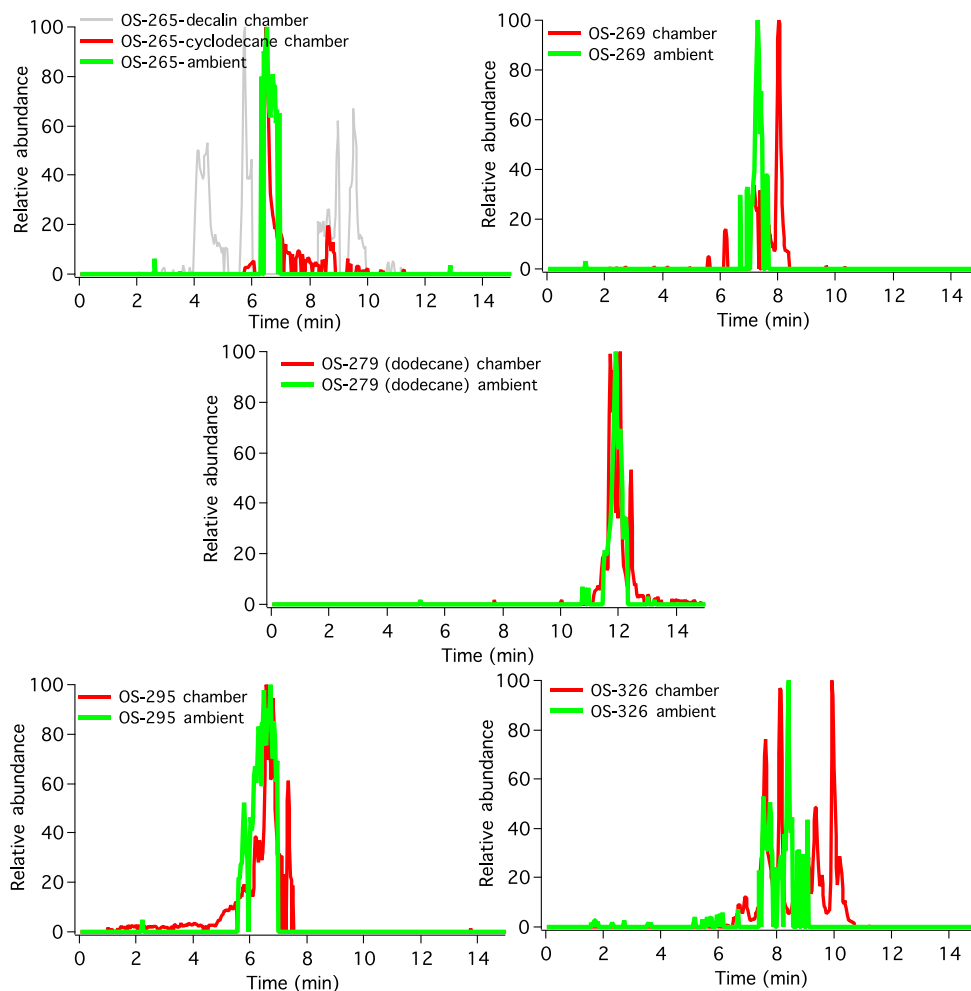 OS-265-decalin chamber
OS-265-cyclodecane chamber
OS-265-ambient
Relative abundance
100
80
60
40
20
0
0 2 4 6 8 10 12 14
Time (min)
OS-269 chamber
OS-269 ambient
Relative abundance
100
80
60
40
20
0
0 2 4 6 8 10 12 14
Time (min)
OS-279 (dodecane) chamber
OS-279 (dodecane) ambient
Relative abundance
100
80
60
40
20
0
0 2 4 6 8 10 12 14
Time (min)
OS-295 chamber
OS-295 ambient
Relative abundance
100
80
60
40
20
0
0 2 4 6 8 10 12 14
Time (min)
OS-326 chamber
OS-326 ambient
Relative abundance
100
80
60
40
20
0
0 2 4 6 8 10 12 14
Time (min)